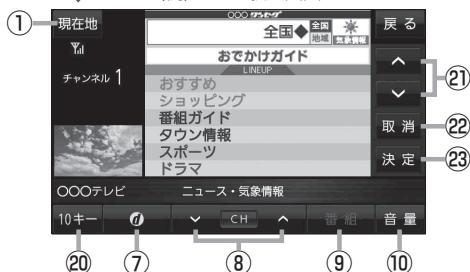 ① 現在地 戻る
チャンネル 1
全国◆ 全国 地域 気象情報
おでかけガイド
LINEUP
おすすめ
ショッピング
番組ガイド
タウン情報
スポーツ
ドラマ
㉑
取消 ㉒
決定 ㉓
〇〇〇テレビ ニュース・気象情報
10キー CH 番組 音量
⑳ ⑦ ⑧ ⑨ ⑩